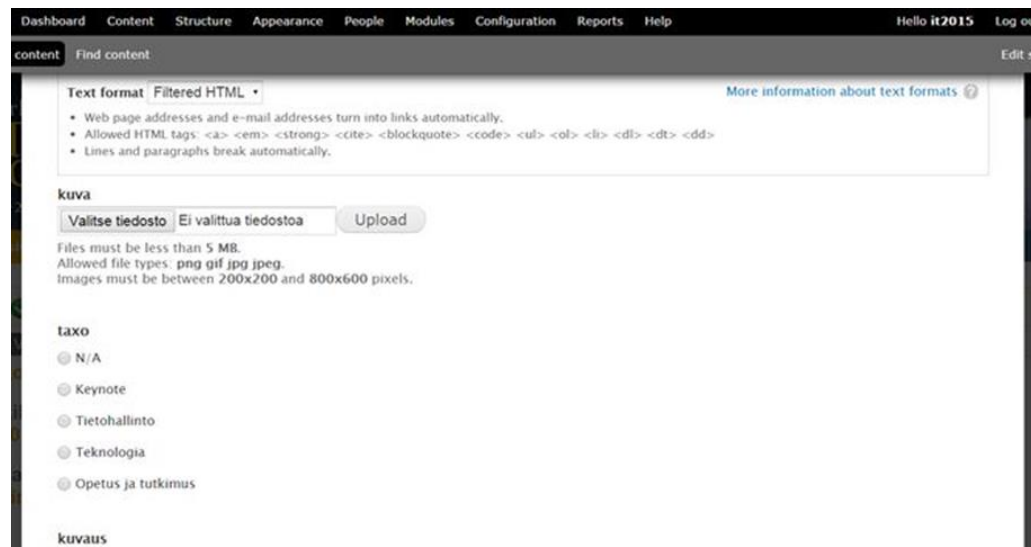 Dashboard Content Structure Appearance People Modules Configuration Reports Help Hello it2015 Log
content Find content Edit
Text format Filtered HTML More information about text formats ?
• Web page addresses and e-mail addresses turn into links automatically.
• Allowed HTML tags: <a> <em> <strong> <cite> <blockquote> <code> <ul> <ol> <li> <dl> <dt> <dd>
• Lines and paragraphs break automatically.
kuva
Valitse tiedosto Ei valittua tiedostoa Upload
Files must be less than 5 MB.
Allowed file types: png gif jpg jpeg.
Images must be between 200x200 and 800x600 pixels.
taxo
N/A
Keynote
Tietohallinto
Teknologia
Opetus ja tutkimus
kuvaus